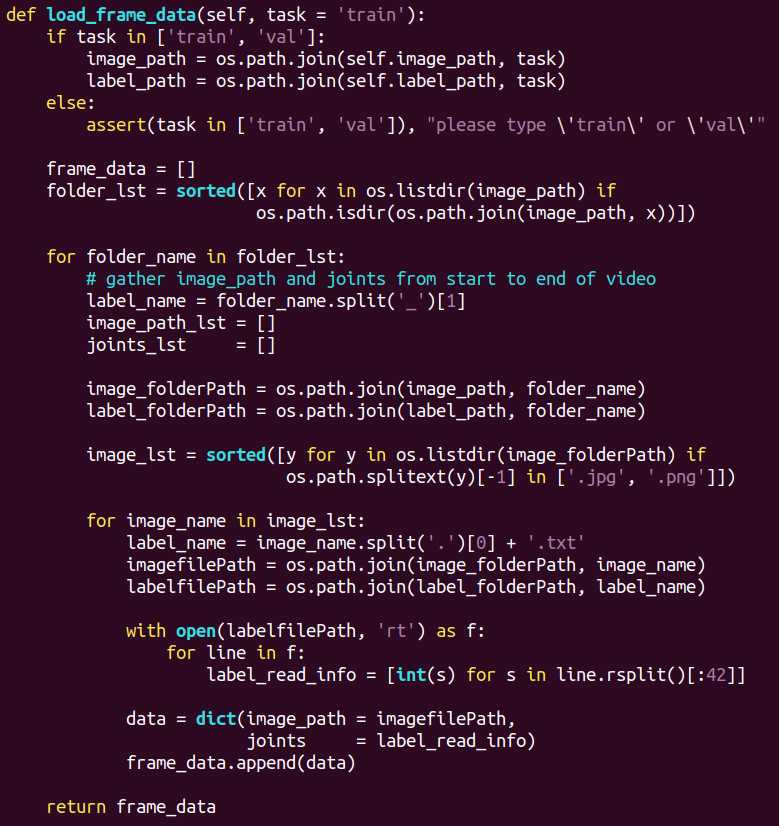 def load_frame_data(self, task = 'train'):
    if task in ['train', 'val']:
        image_path = os.path.join(self.image_path, task)
        label_path = os.path.join(self.label_path, task)
    else:
        assert(task in ['train', 'val']), "please type \'train\' or \'val\'"

    frame_data = []
    folder_lst = sorted([x for x in os.listdir(image_path) if
                         os.path.isdir(os.path.join(image_path, x))])

    for folder_name in folder_lst:
        # gather image_path and joints from start to end of video
        label_name = folder_name.split('_')[1]
        image_path_lst = []
        joints_lst     = []

        image_folderPath = os.path.join(image_path, folder_name)
        label_folderPath = os.path.join(label_path, folder_name)

        image_lst = sorted([y for y in os.listdir(image_folderPath) if
                            os.path.splitext(y)[-1] in ['.jpg', '.png']])

        for image_name in image_lst:
            label_name = image_name.split('.')[0] + '.txt'
            imagefilePath = os.path.join(image_folderPath, image_name)
            labelfilePath = os.path.join(label_folderPath, label_name)

            with open(labelfilePath, 'rt') as f:
                for line in f:
                    label_read_info = [int(s) for s in line.rsplit()[:42]]

            data = dict(image_path = imagefilePath,
                        joints     = label_read_info)
            frame_data.append(data)

    return frame_data